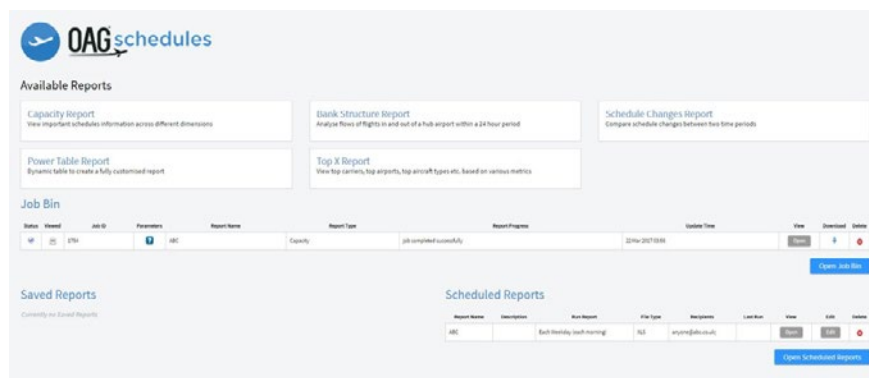 OAG schedules
Available Reports
Capacity Report
View important schedules information across different dimensions
Bank Structure Report
Analyse flows of flights in and out of a hub airport within a 24 hour period
Schedule Changes Report
Compare schedule changes between two time periods
Power Table Report
Dynamic table to create a fully customised report
Top X Report
View top carriers, top airports, top aircraft types etc. based on various metrics
Job Bin
Status Viewed Job ID Parameters Report Name Report Type Report Progress Update Time View Download Delete
? ABC Capacity job completed successfully Open
Open Job Bin
Saved Reports
Currently no Saved Reports
Scheduled Reports
Report Name Description Run Report File Type Recipients Last Run View Edit Delete
ABC Each Weekday (each morning) XLS Open Edit
Open Scheduled Reports